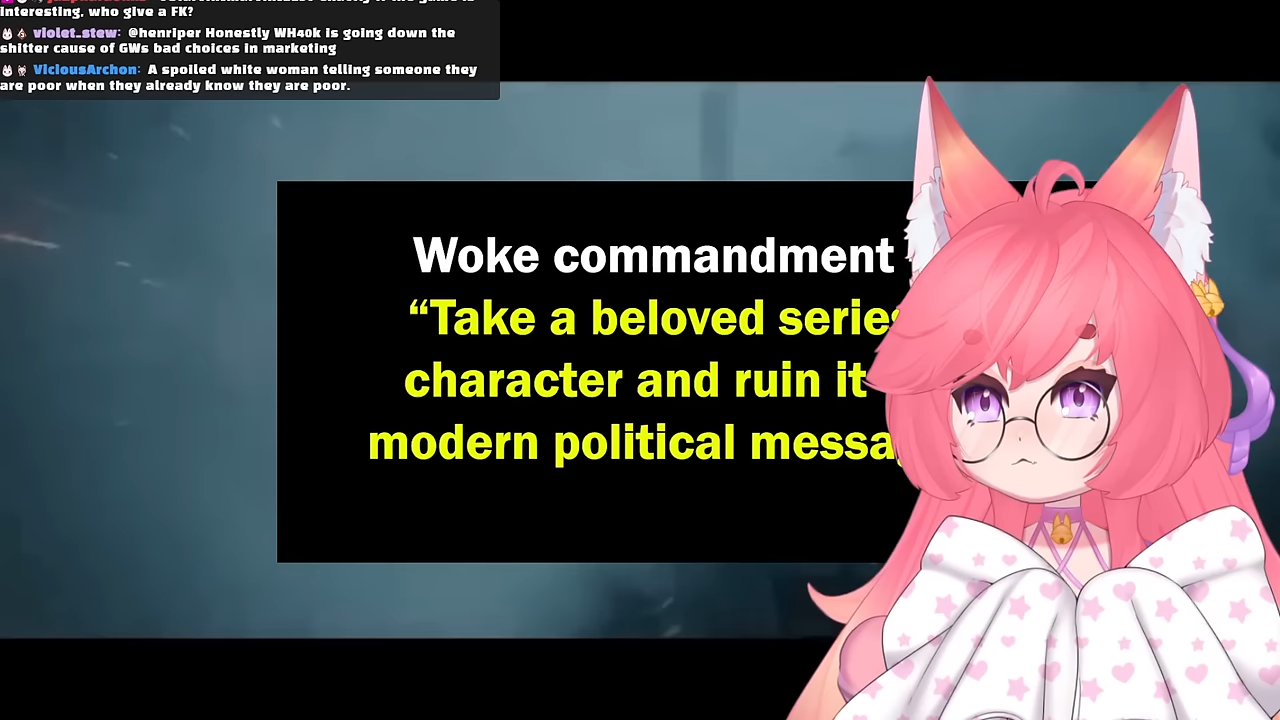 interesting, who give a FK?
violet_stew: @henriper Honestly WH40k is going down the
shitter cause of GWs bad choices in marketing
ViciousArchon: A spoiled white woman telling someone they
are poor when they already know they are poor.
Woke commandment
“Take a beloved series
character and ruin it
modern political